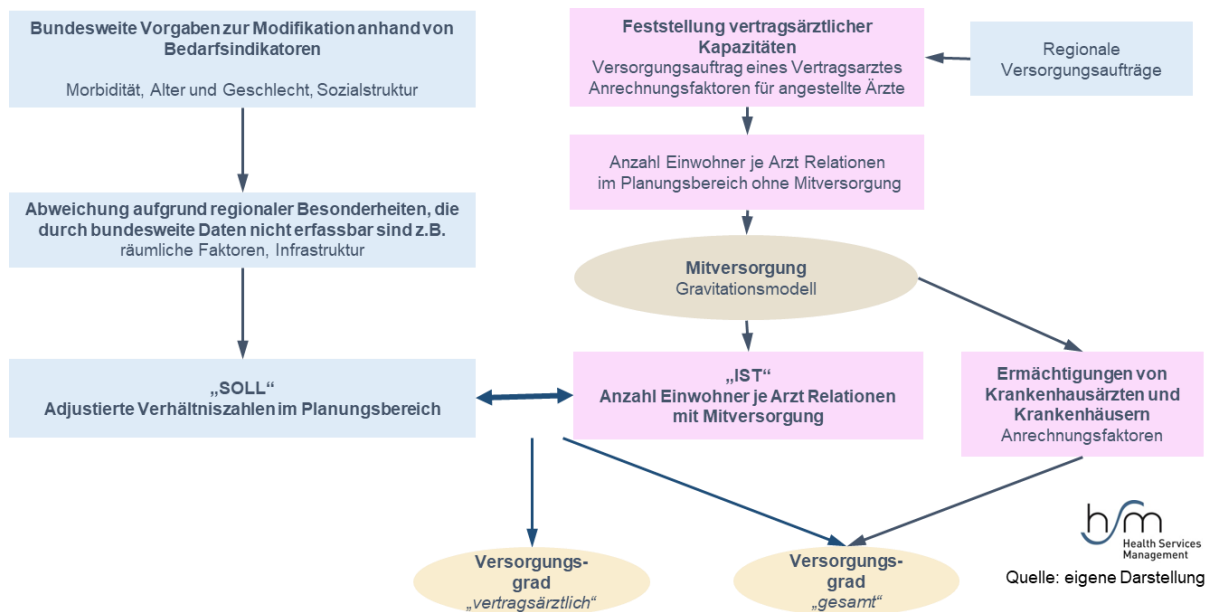 Bundesweite Vorgaben zur Modifikation anhand von
Bedarfsindikatoren
Morbidität, Alter und Geschlecht, Sozialstruktur
Feststellung vertragsärztlicher
Kapazitäten
Versorgungsauftrag eines Vertragsarztes
Anrechnungsfaktoren für angestellte Ärzte
Regionale
Versorgungsaufträge
Anzahl Einwohner je Arzt Relationen
im Planungsbereich ohne Mitversorgung
Abweichung aufgrund regionaler Besonderheiten, die
durch bundesweite Daten nicht erfassbar sind z.B.
räumliche Faktoren, Infrastruktur
Mitversorgung
Gravitationsmodell
„SOLL“
Adjustierte Verhältniszahlen im Planungsbereich
„IST“
Anzahl Einwohner je Arzt Relationen
mit Mitversorgung
Ermächtigungen von
Krankenhausärzten und
Krankenhäusern
Anrechnungsfaktoren
Versorgungs-
grad
„vertragsärztlich“
Versorgungs-
grad
„gesamt“
hsm
Health Services
Management
Quelle: eigene Darstellung